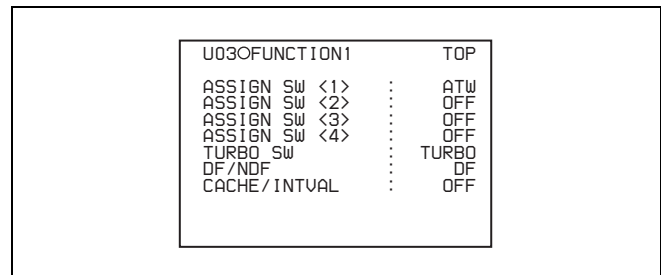 U03○FUNCTION1 TOP
ASSIGN SW <1> : ATW
ASSIGN SW <2> : OFF
ASSIGN SW <3> : OFF
ASSIGN SW <4> : OFF
TURBO SW : TURBO
DF/NDF : DF
CACHE/INTVAL : OFF